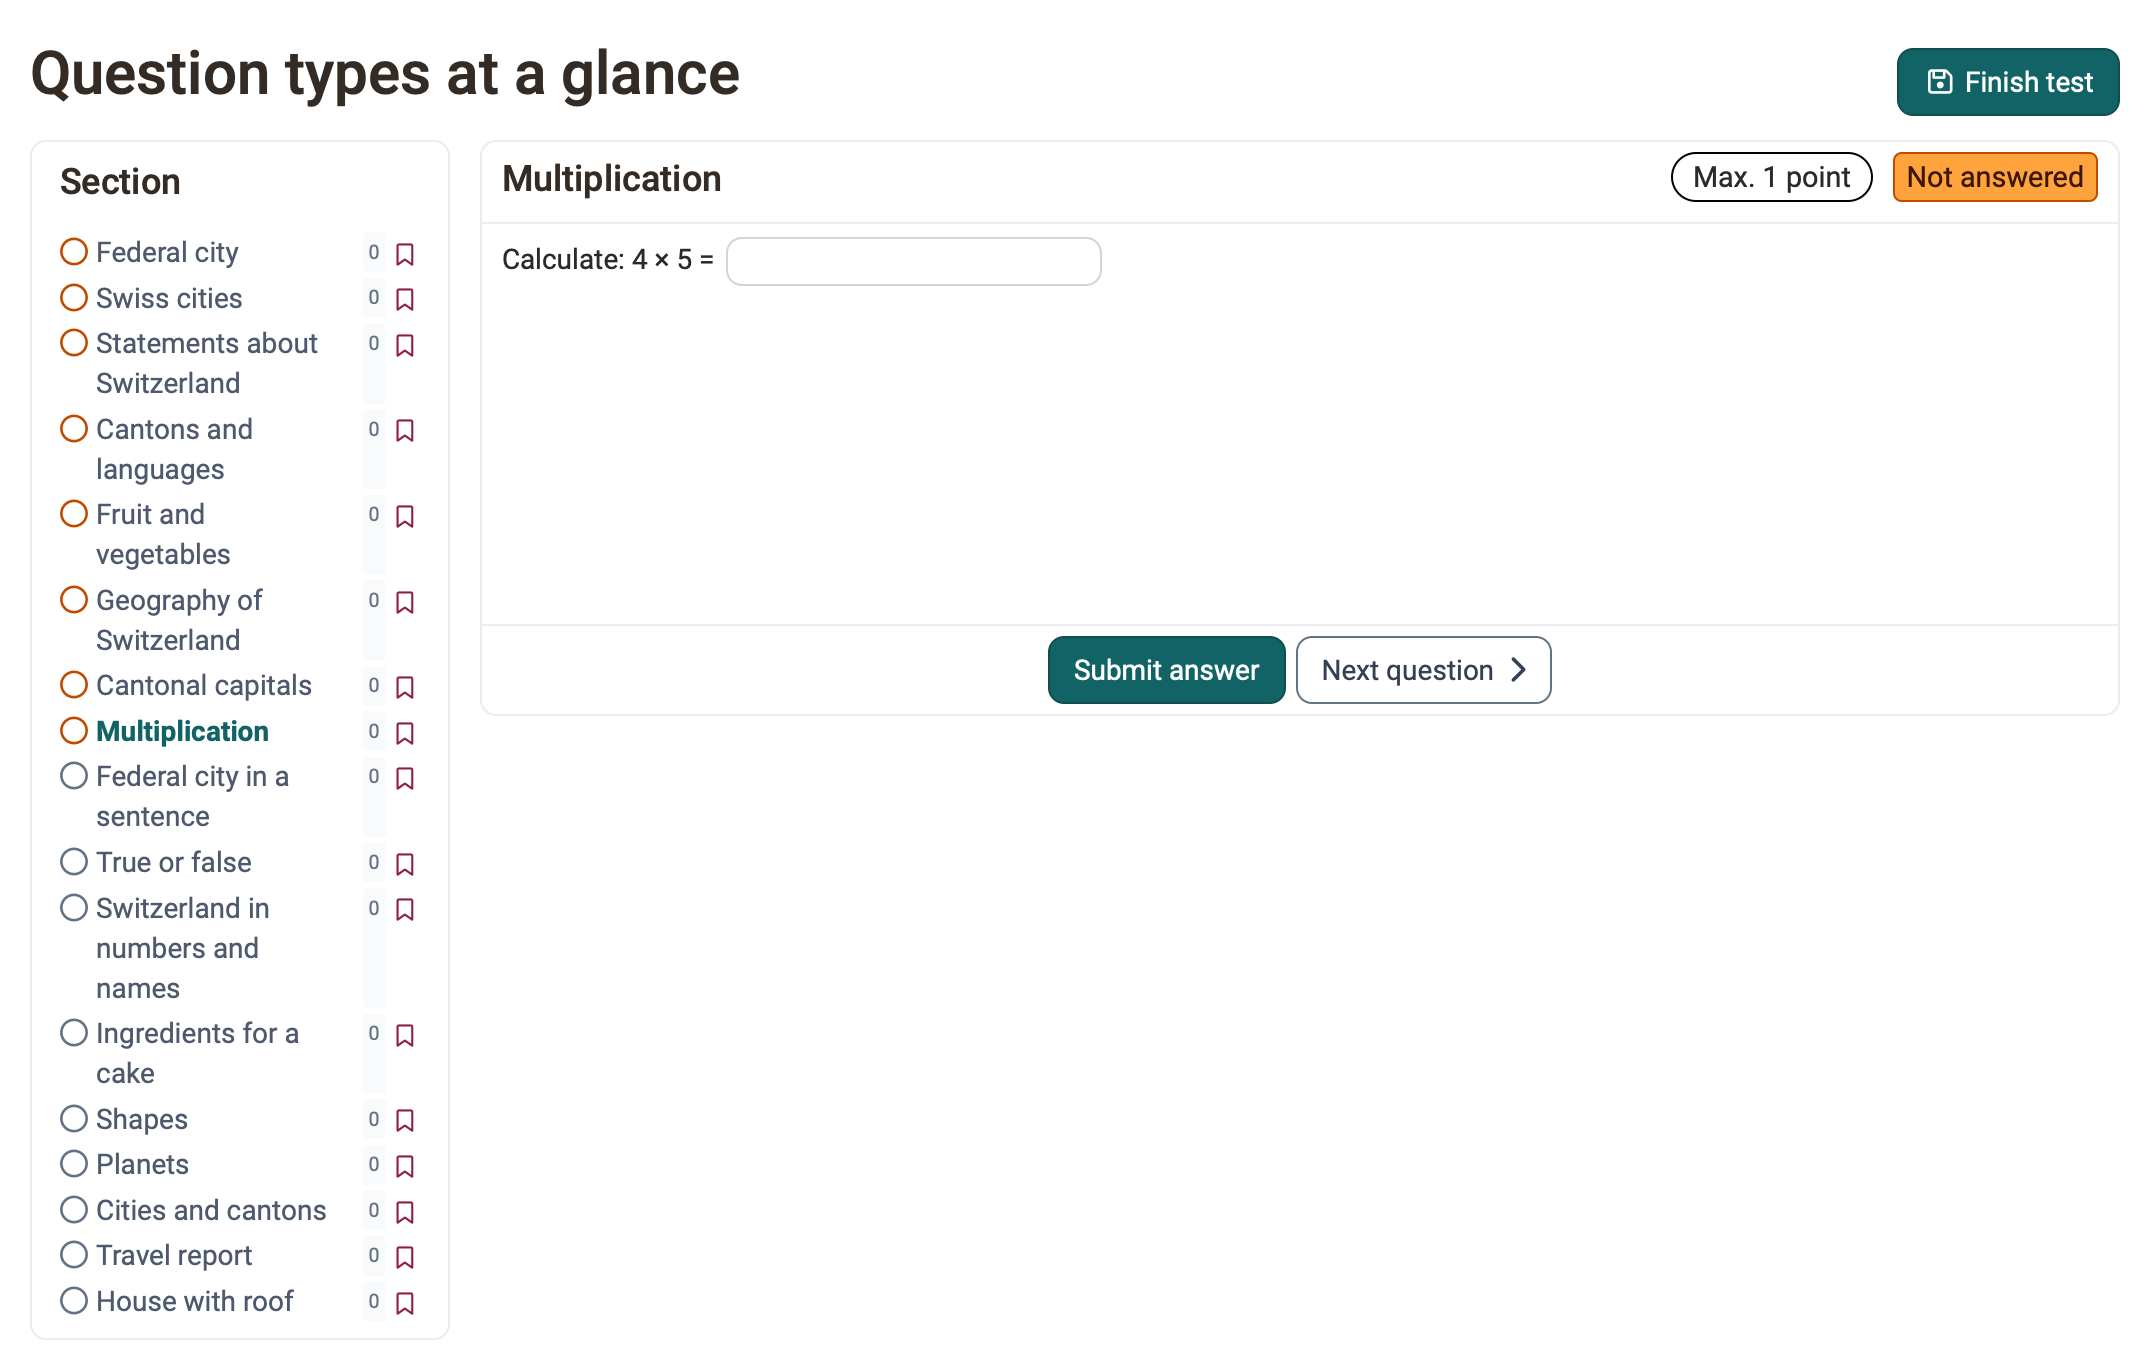 Question types at a glance
Finish test
Section
Federal city 0
Swiss cities 0
Statements about 0
Switzerland
Cantons and 0
languages
Fruit and 0
vegetables
Geography of 0
Switzerland
Cantonal capitals 0
Multiplication 0
Federal city in a 0
sentence
True or false 0
Switzerland in 0
numbers and
names
Ingredients for a 0
cake
Shapes 0
Planets 0
Cities and cantons 0
Travel report 0
House with roof 0
Multiplication
Max. 1 point
Not answered
Calculate: 4 × 5 =
Submit answer
Next question